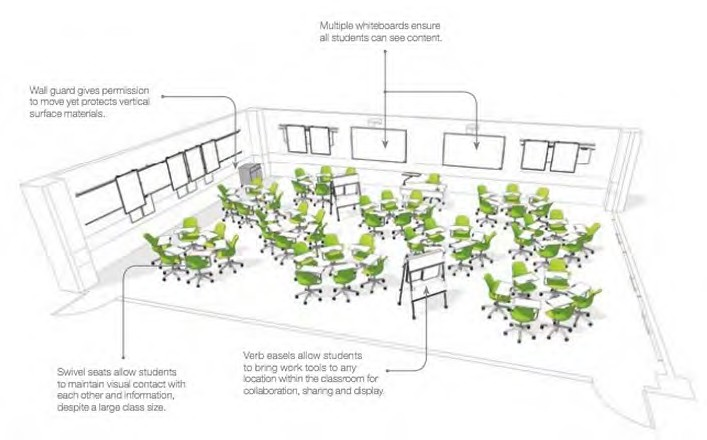 Multiple whiteboards ensure
all students can see content.
Wall guard gives permission
to move yet protects vertical
surface materials.
Swivel seats allow students
to maintain visual contact with
each other and information,
despite a large class size.
Verb easels allow students
to bring work tools to any
location within the classroom for
collaboration, sharing and display.